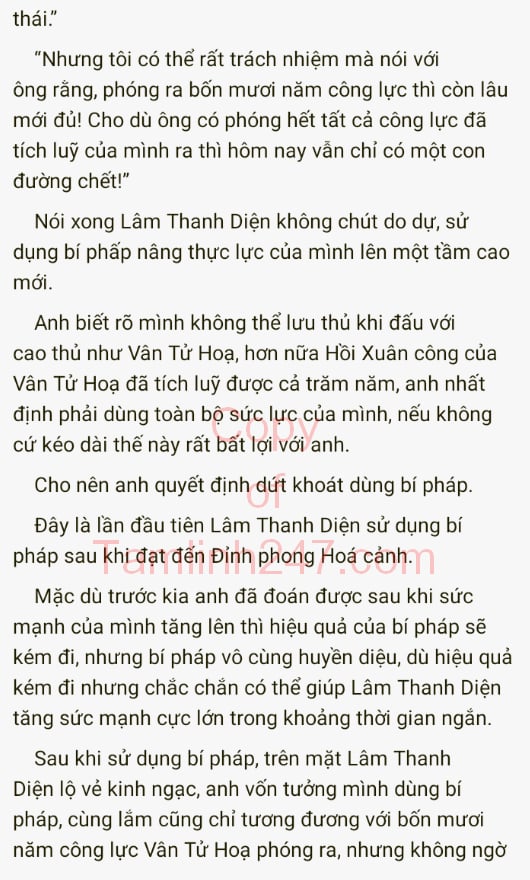 thái.”
“Nhưng tôi có thể rất trách nhiệm mà nói với
ông rằng, phóng ra bốn mươi năm công lực thì còn lâu
mới đủ! Cho dù ông có phóng hết tất cả công lực đã
tích luỹ của mình ra thì hôm nay vẫn chỉ có một con
đường chết!”
Nói xong Lâm Thanh Diện không chút do dự, sử
dụng bí phấp nâng thực lực của mình lên một tầm cao
mới.
Anh biết rõ mình không thể lưu thủ khi đấu với
cao thủ như Vân Tử Hoạ, hơn nữa Hồi Xuân công của
Vân Tử Hoạ đã tích luỹ được cả trăm năm, anh nhất
định phải dùng toàn bộ sức lực của mình, nếu không
cứ kéo dài thế này rất bất lợi với anh.
Copy
Cho nên anh quyết định dứt khoát dùng bí pháp.
of
Đây là lần đầu tiên Lâm Thanh Diện sử dụng bí
pháp sau khi đạt đến Đỉnh phong Hoá cảnh.
Tamlinh247.com
Mặc dù trước kia anh đã đoán được sau khi sức
mạnh của mình tăng lên thì hiệu quả của bí pháp sẽ
kém đi, nhưng bí pháp vô cùng huyền diệu, dù hiệu quả
kém đi nhưng chắc chắn có thể giúp Lâm Thanh Diện
tăng sức mạnh cực lớn trong khoảng thời gian ngắn.
Sau khi sử dụng bí pháp, trên mặt Lâm Thanh
Diện lộ vẻ kinh ngạc, anh vốn tưởng mình dùng bí
pháp, cùng lắm cũng chỉ tương đương với bốn mươi
năm công lực Vân Tử Hoạ phóng ra, nhưng không ngờ